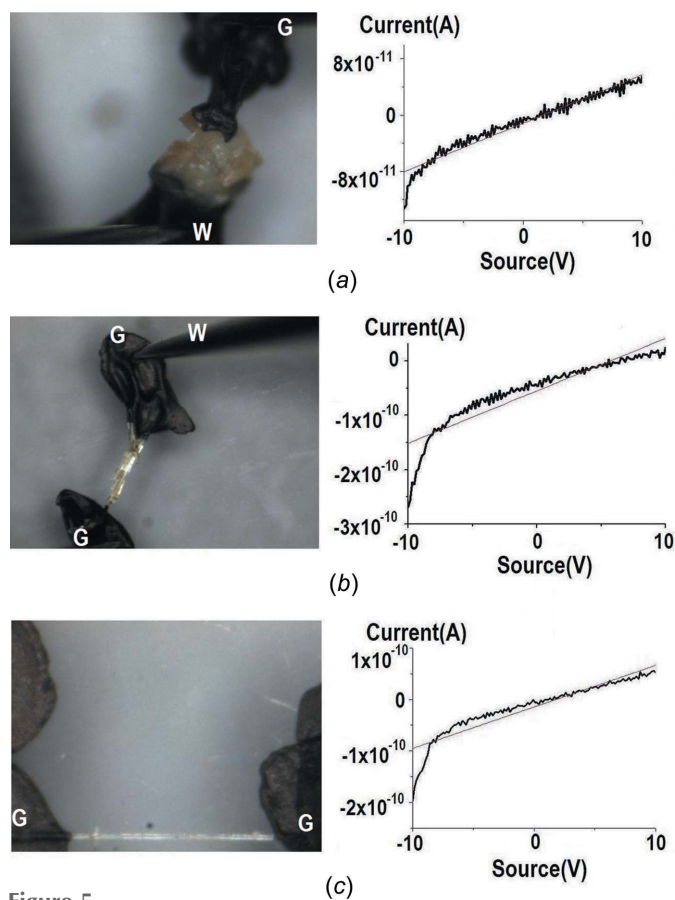 G
W
Current(A)
8x10⁻¹¹
0
-8x10⁻¹¹
-10 0 10
Source(V)
(a)
G W
G
Current(A)
0
-1x10⁻¹⁰
-2x10⁻¹⁰
-3x10⁻¹⁰
-10 0 10
Source(V)
(b)
G G
Current(A)
1x10⁻¹⁰
0
-1x10⁻¹⁰
-2x10⁻¹⁰
-10 0 10
Source(V)
(c)
Figure 5